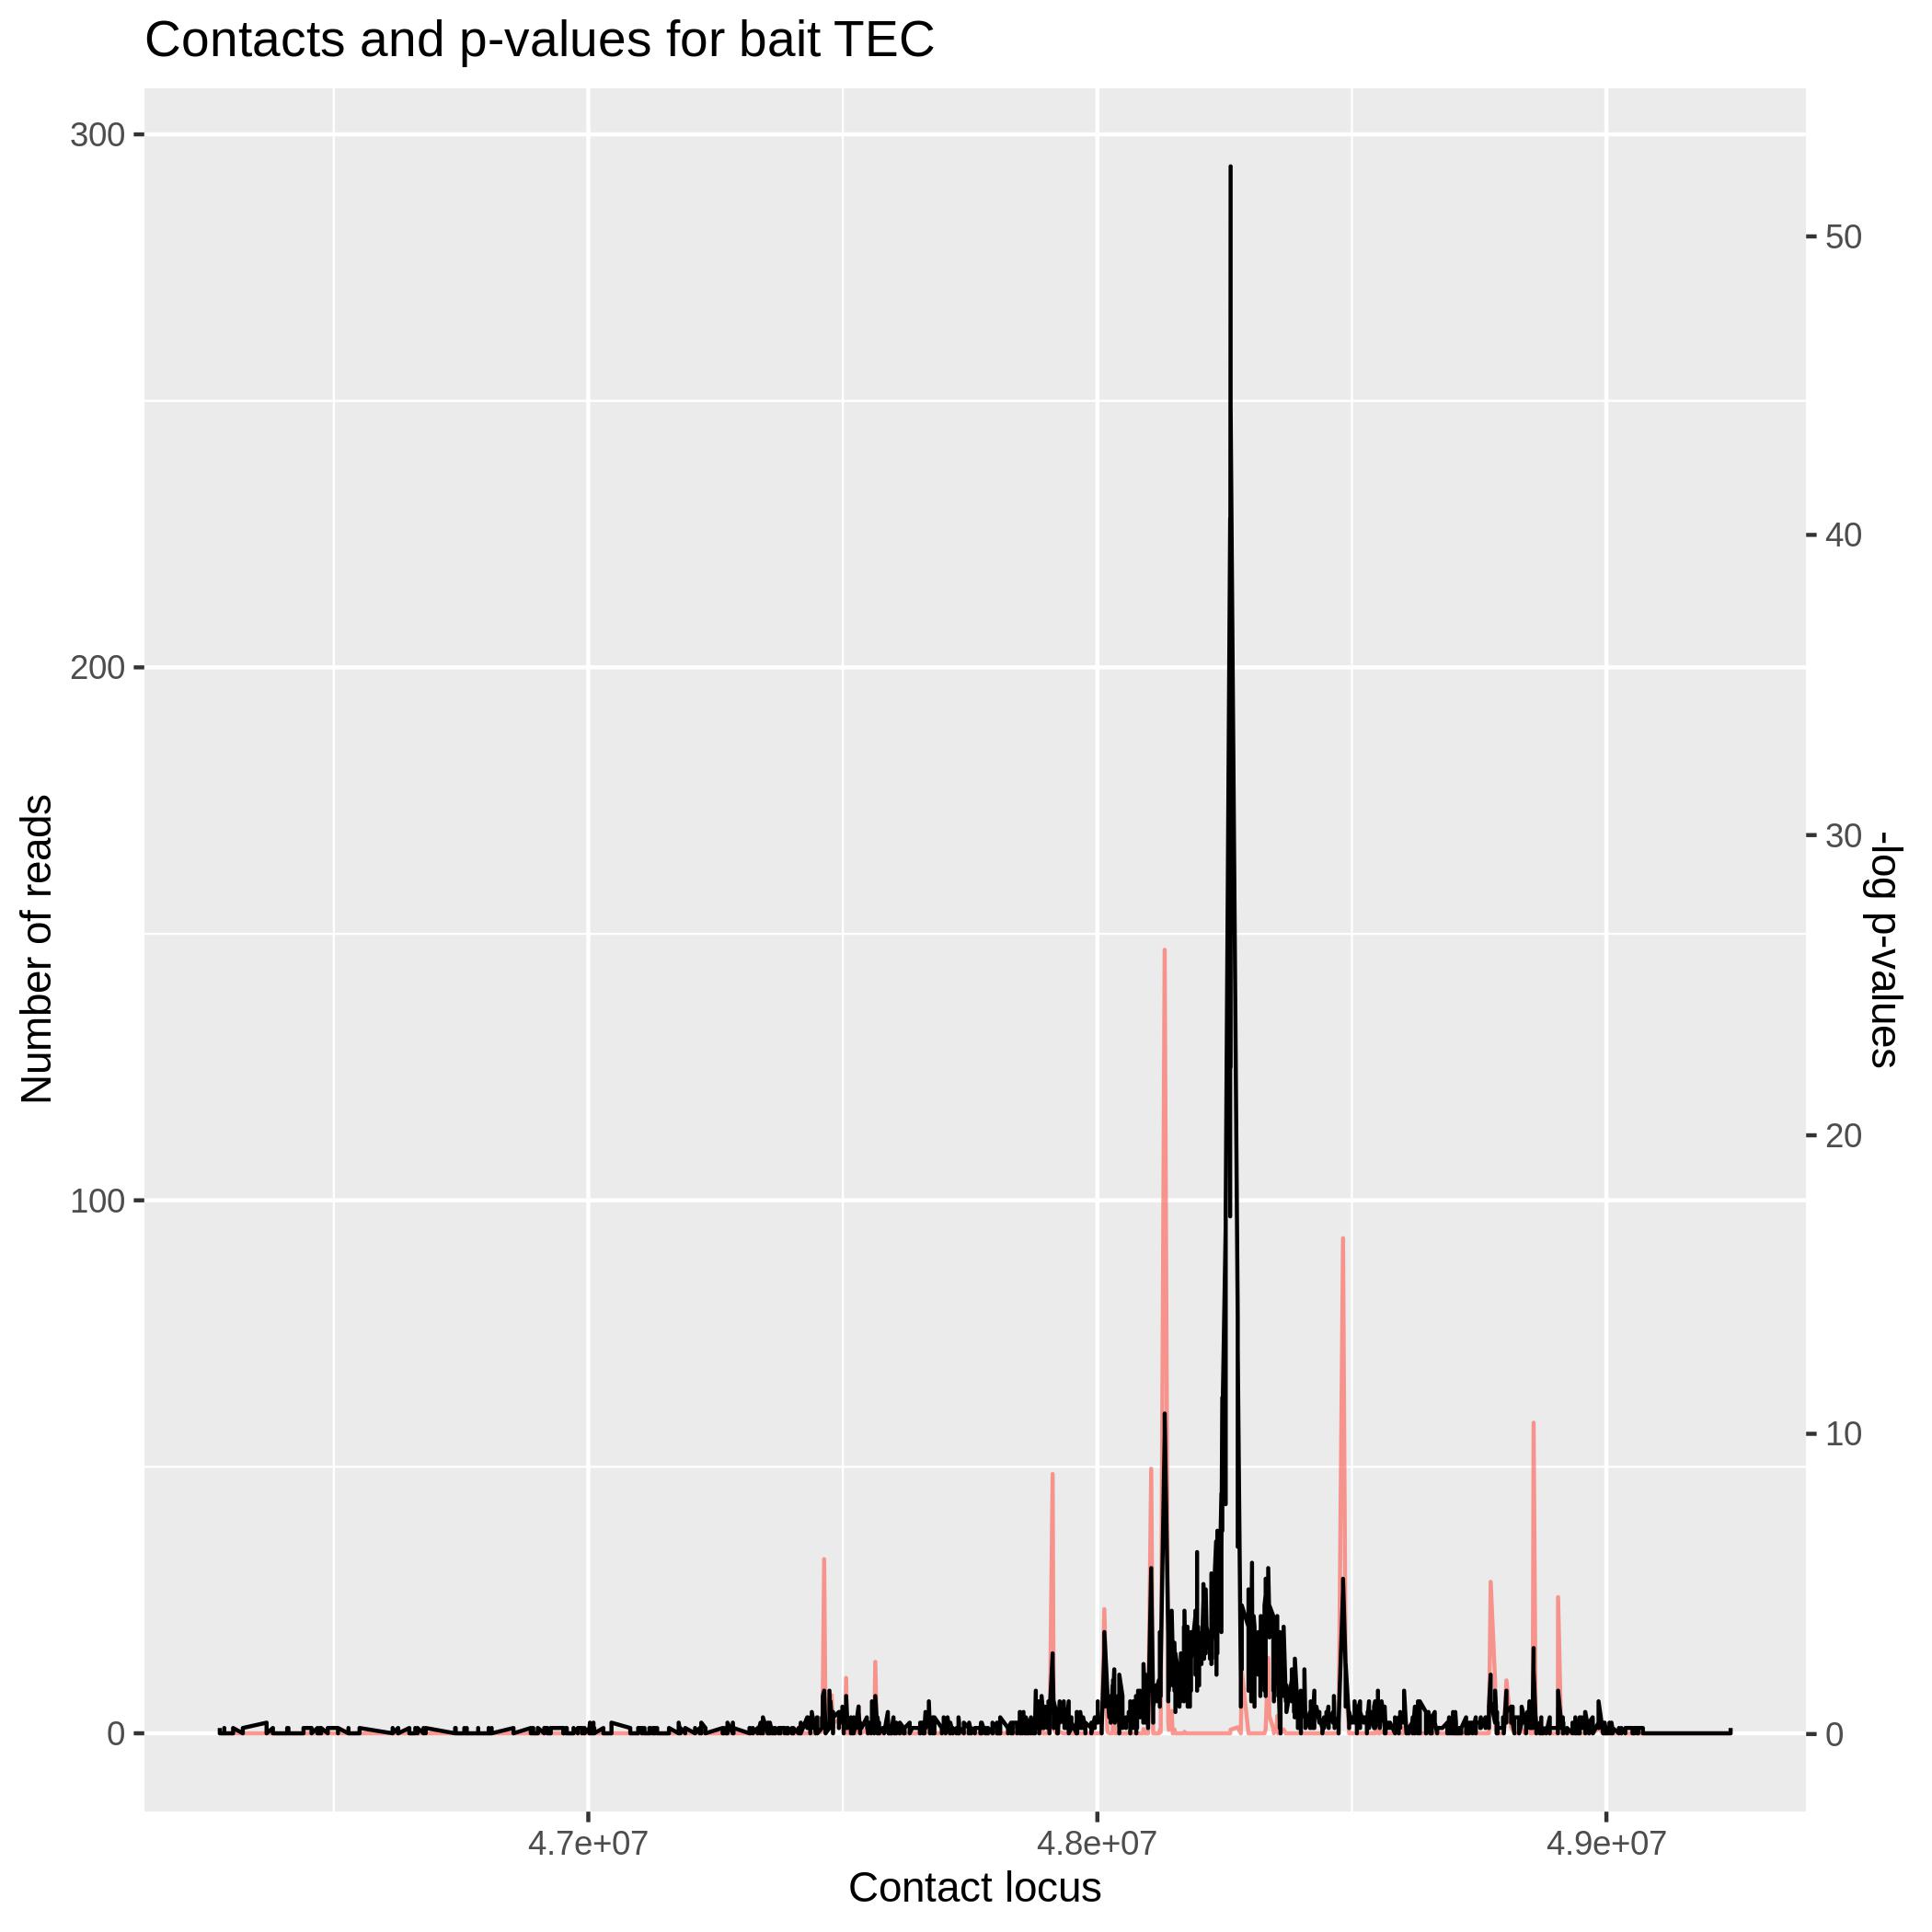 Contacts and p-values for bait TEC
300
200
100
0
Number of reads
50
40
30
20
10
0
-log p-values
4.7e+07
4.8e+07
4.9e+07
Contact locus